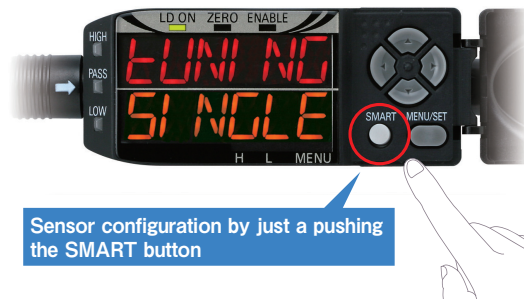 LD ON ZERO ENABLE
HIGH
tUNI NG
PASS
SI NGLE
LOW
SMART MENU/SET
H L MENU
Sensor configuration by just a pushing
the SMART button